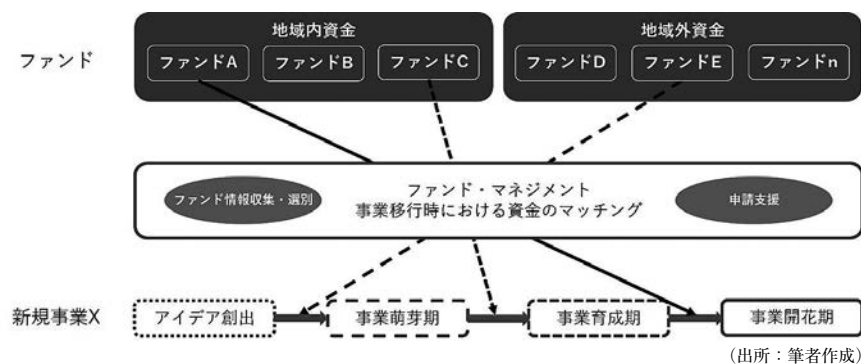 地域内資金
地域外資金
ファンド
ファンドA
ファンドB
ファンドC
ファンドD
ファンドE
ファンドn
ファンド情報収集・選別
ファンド・マネジメント
事業移行時における資金のマッチング
申請支援
新規事業X
アイデア創出
事業萌芽期
事業育成期
事業開花期
(出所：筆者作成)